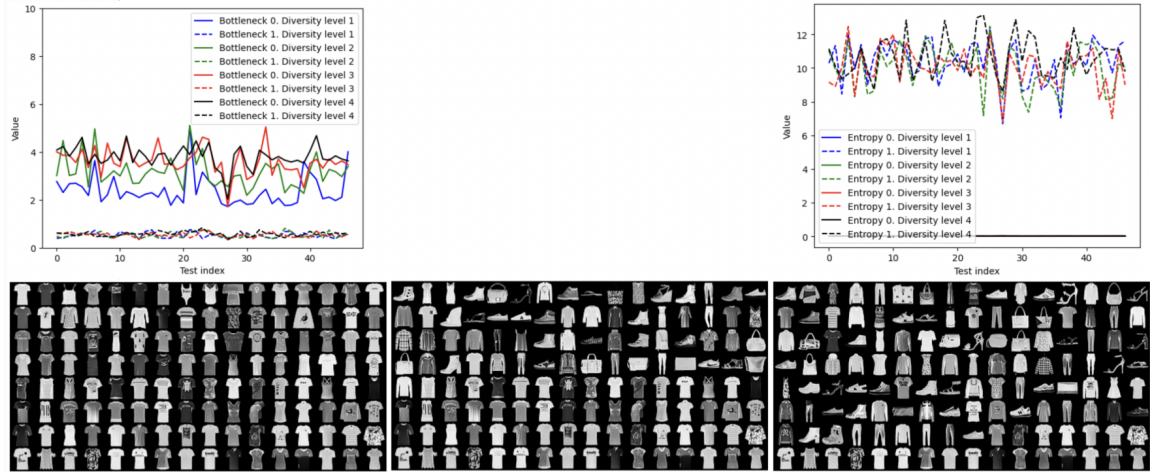 10
8
6
4
2
0
Value
Bottleneck 0. Diversity level 1
Bottleneck 1. Diversity level 1
Bottleneck 0. Diversity level 2
Bottleneck 1. Diversity level 2
Bottleneck 0. Diversity level 3
Bottleneck 1. Diversity level 3
Bottleneck 0. Diversity level 4
Bottleneck 1. Diversity level 4
0 10 20 30 40
Test index
12
10
8
6
4
2
0
Value
Entropy 0. Diversity level 1
Entropy 1. Diversity level 1
Entropy 0. Diversity level 2
Entropy 1. Diversity level 2
Entropy 0. Diversity level 3
Entropy 1. Diversity level 3
Entropy 0. Diversity level 4
Entropy 1. Diversity level 4
0 10 20 30 40
Test index